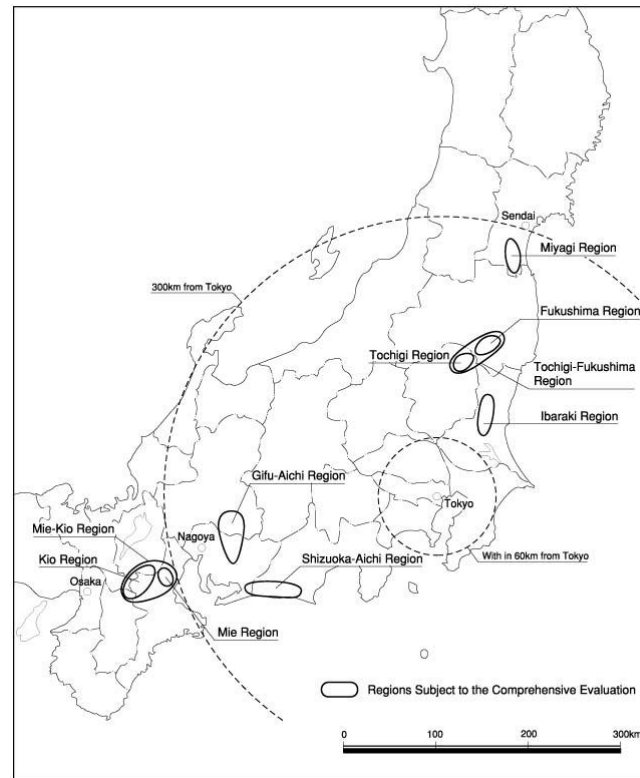 Sendai
Miyagi Region
300km from Tokyo
Fukushima Region
Tochigi Region
Tochigi-Fukushima
Region
Ibaraki Region
Gifu-Aichi Region
Tokyo
Mie-Kio Region
Nagoya
With in 60km from Tokyo
Kio Region
Shizuoka-Aichi Region
Osaka
Mie Region
Regions Subject to the Comprehensive Evaluation
0 100 200 300km